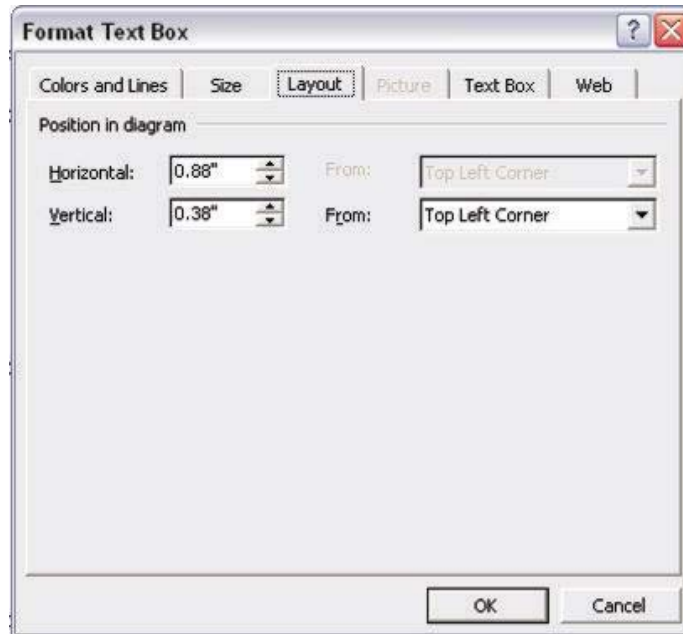 Format Text Box
?
Colors and Lines Size Layout Picture Text Box Web
Position in diagram
Horizontal: 0.88" From: Top Left Corner
Vertical: 0.38" From: Top Left Corner
OK Cancel